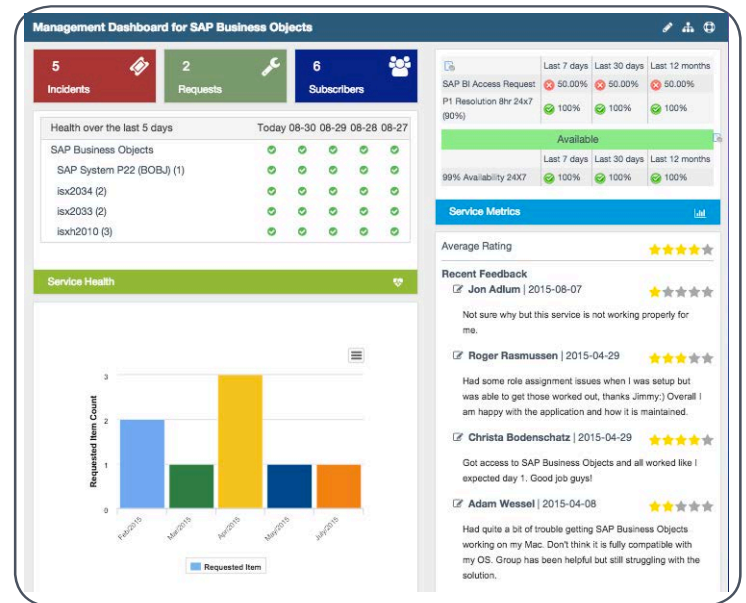 Management Dashboard for SAP Business Objects
5
Incidents
2
Requests
6
Subscribers
Health over the last 5 days Today 08-30 08-29 08-28 08-27
SAP Business Objects
SAP System P22 (BOBJ) (1)
isx2034 (2)
isx2033 (2)
isxh2010 (3)
Service Health
Requested Item Count
3
2
1
0
Feb/2015 Mar/2015 Apr/2015 May/2015 July/2015
Requested Item
Last 7 days Last 30 days Last 12 months
SAP BI Access Request 50.00% 50.00% 50.00%
P1 Resolution 8hr 24x7
(90%) 100% 100% 100%
Available
Last 7 days Last 30 days Last 12 months
99% Availability 24X7 100% 100% 100%
Service Metrics
Average Rating
Recent Feedback
Jon Adlum | 2015-08-07
Not sure why but this service is not working properly for
me.
Roger Rasmussen | 2015-04-29
Had some role assignment issues when I was setup but
was able to get those worked out, thanks Jimmy:) Overall I
am happy with the application and how it is maintained.
Christa Bodenschatz | 2015-04-29
Got access to SAP Business Objects and all worked like I
expected day 1. Good job guys!
Adam Wessel | 2015-04-08
Had quite a bit of trouble getting SAP Business Objects
working on my Mac. Don't think it is fully compatible with
my OS. Group has been helpful but still struggling with the
solution.